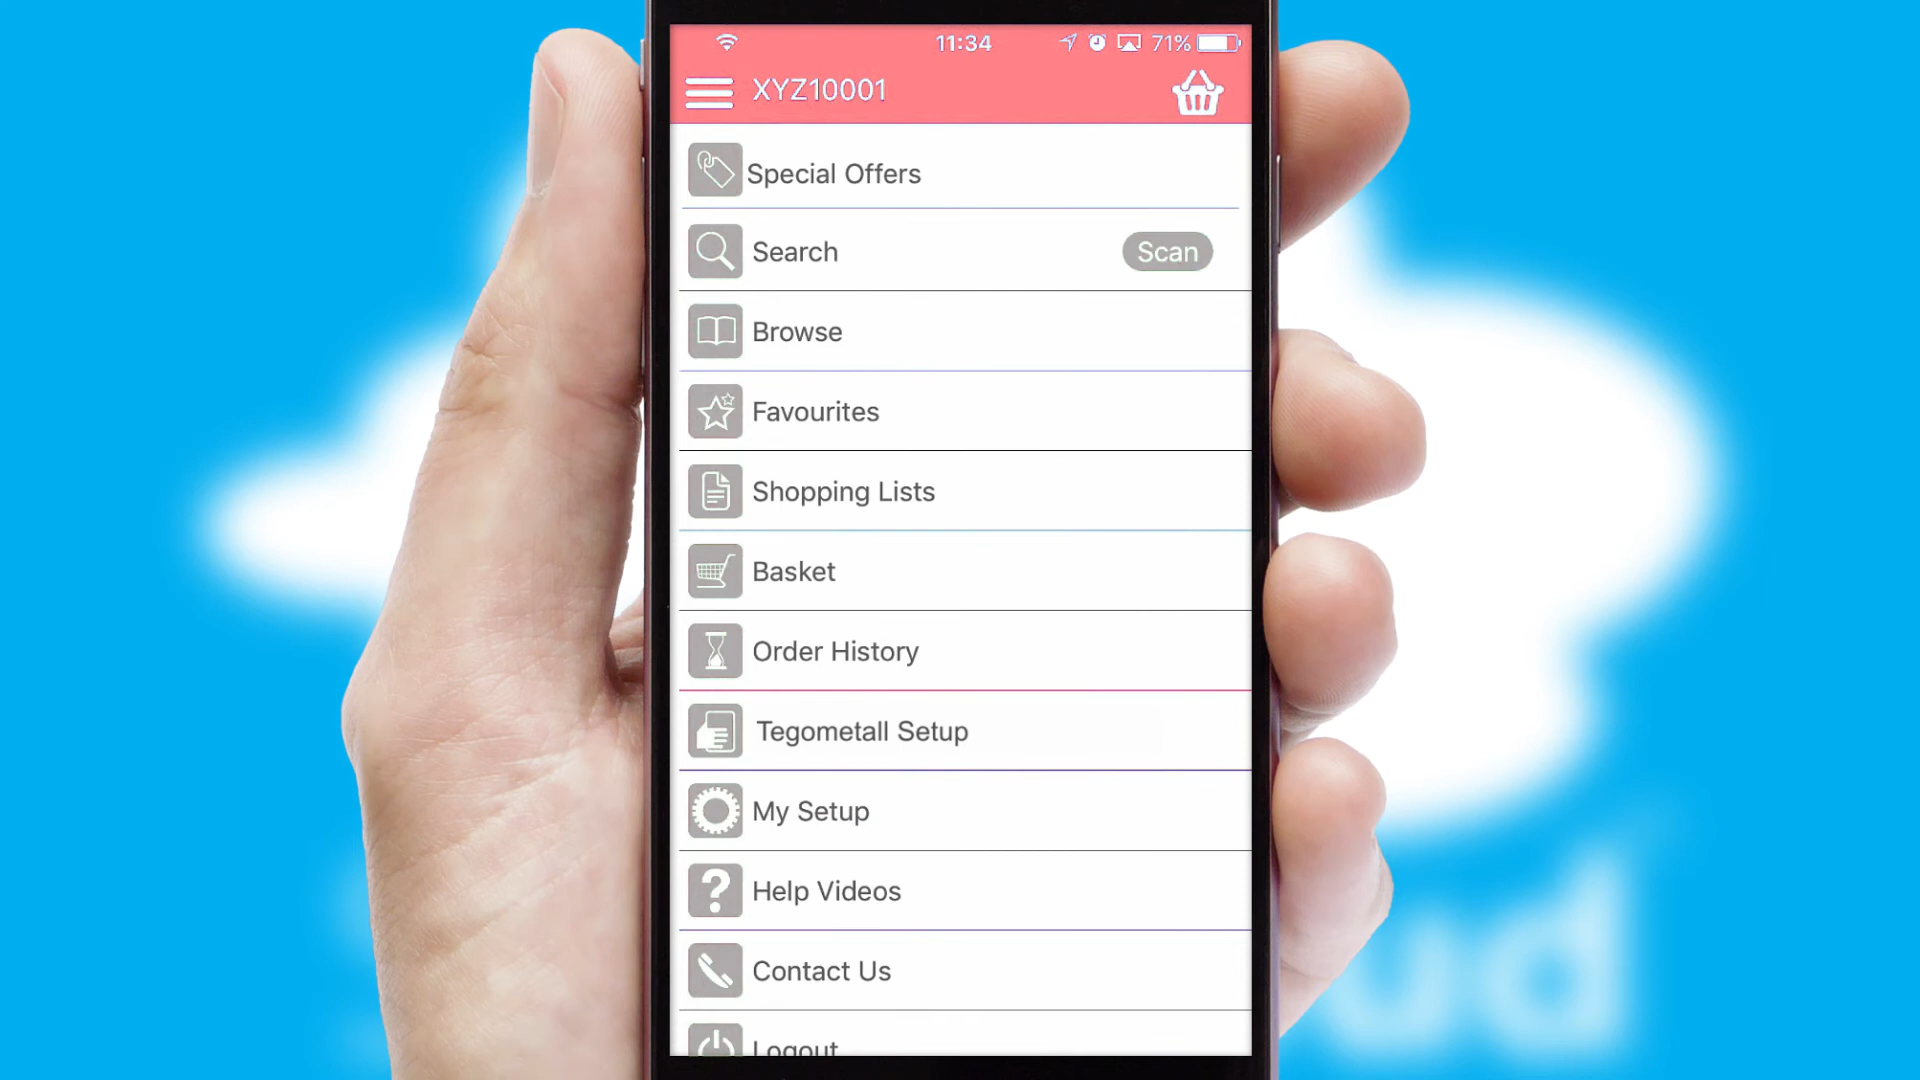 11:34
71%
XYZ10001
Special Offers
Search
Scan
Browse
Favourites
Shopping Lists
Basket
Order History
Tegometall Setup
My Setup
Help Videos
Contact Us
Logout